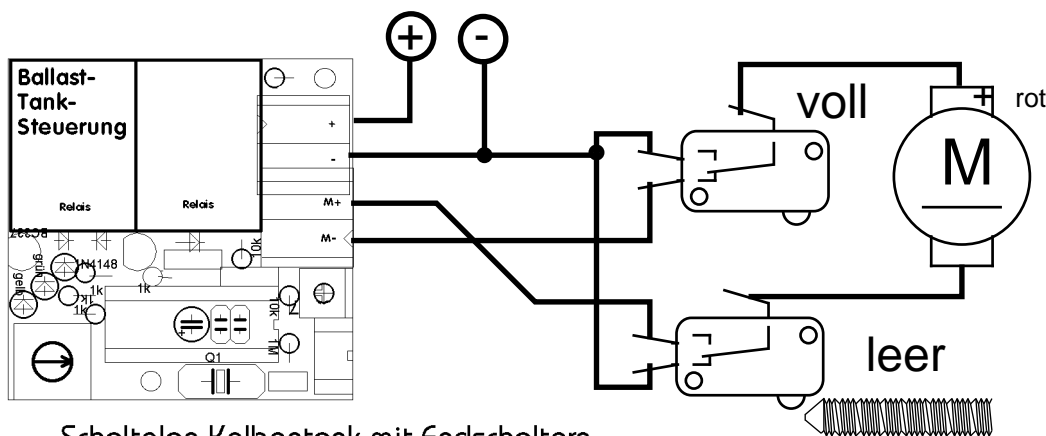 + -
Ballast-
Tank-
Steuerung
Relais
Relais
+
-
M+
M-
voll
+
rot
M
BC337
10k
1N4148
grün
gelb
1k
1k
1k
1k
10k
1M
Q1
+
leer